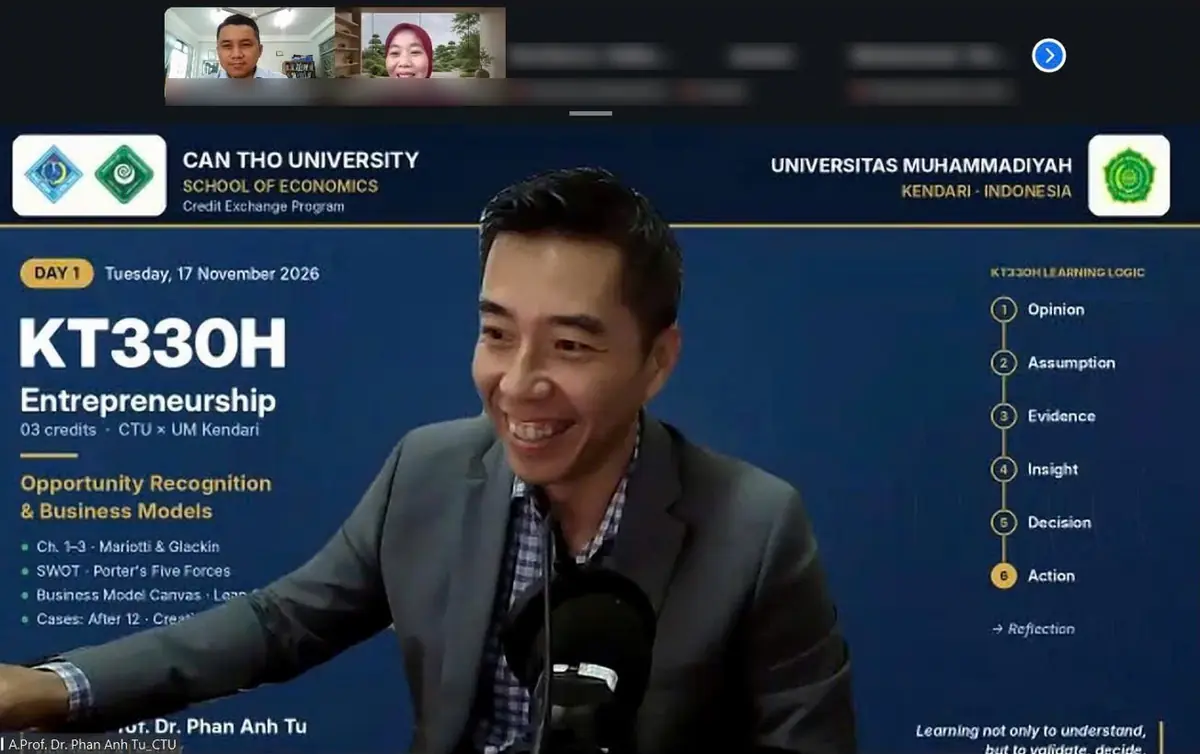 CAN THO UNIVERSITY
SCHOOL OF ECONOMICS
Credit Exchange Program
UNIVERSITAS MUHAMMADIYAH
KENDARI · INDONESIA
DAY 1 Tuesday, 17 November 2026
KT330H
Entrepreneurship
03 credits · CTU × UM Kendari
Opportunity Recognition
& Business Models
• Ch. 1–3 · Mariotti & Glackin
• SWOT · Porter's Five Forces
• Business Model Canvas ·
• Cases: After 12 ·
Dr. Phan Anh Tu
A.Prof. Dr. Phan Anh Tu_CTU
KT330H LEARNING LOGIC
1 Opinion
2 Assumption
3 Evidence
4 Insight
5 Decision
6 Action
→ Reflection
Learning not only to understand,
but to validate, decide,